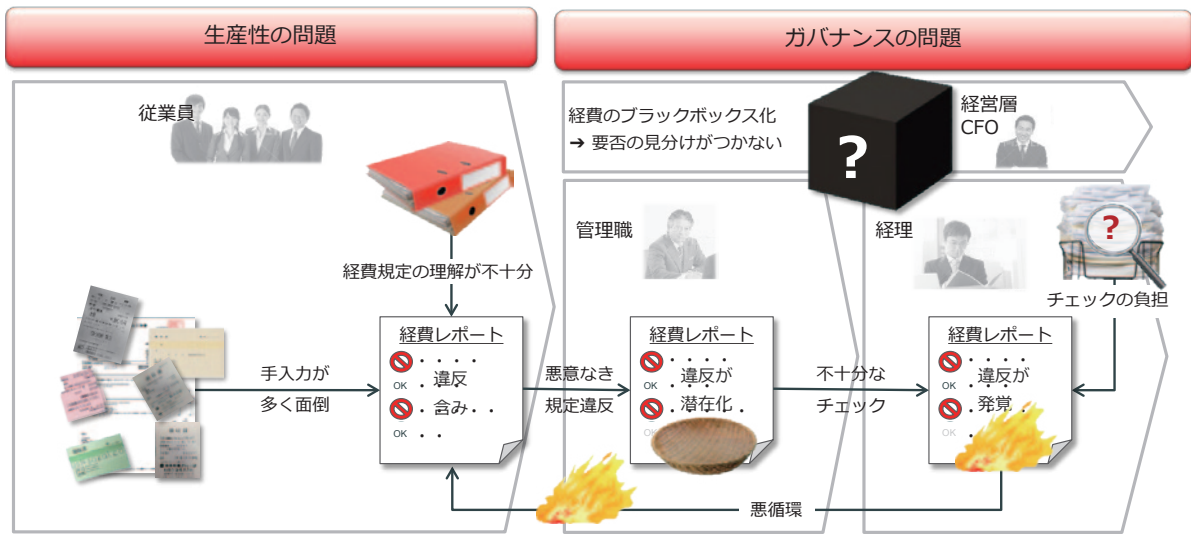 生産性の問題
ガバナンスの問題
従業員
経費のブラックボックス化
➔ 要否の見分けがつかない
?
経営層
CFO
管理職
経理
?
経費規定の理解が不十分
チェックの負担
手入力が
多く面倒
経費レポート
・・・・
OK ・違反
・含み・・
OK ・・
悪意なき
規定違反
経費レポート
・・・・
OK ・違反が
・潜在化・
OK
不十分な
チェック
経費レポート
・・・・
OK ・違反が
・発覚・
OK ・
悪循環